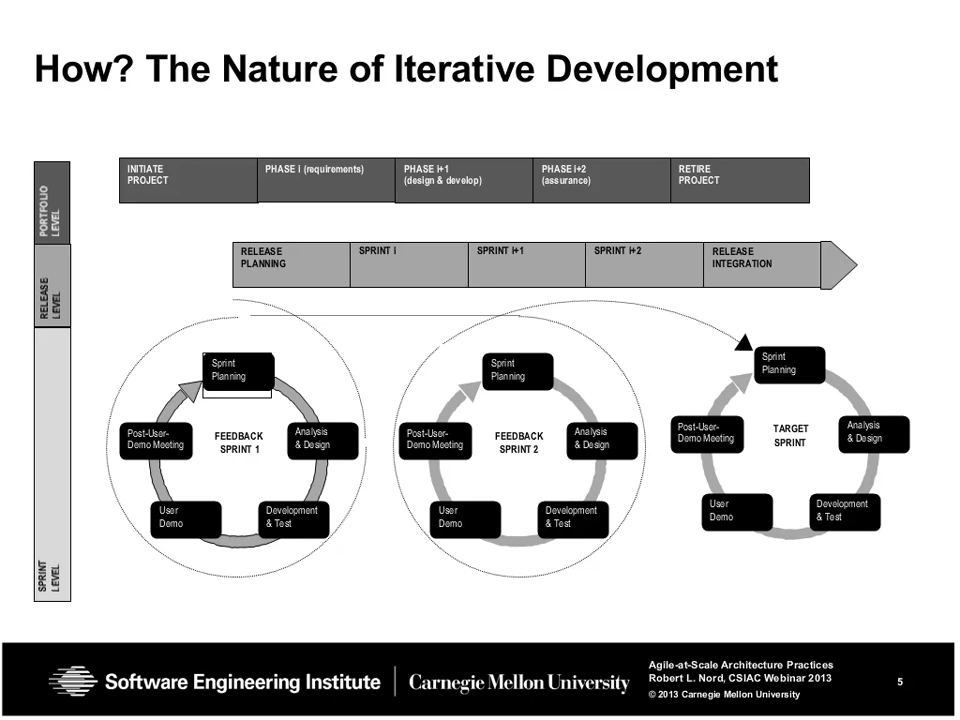 How? The Nature of Iterative Development
PORTFOLIO
LEVEL
INITIATE
PROJECT
PHASE i (requirements)
PHASE i+1
(design & develop)
PHASE i+2
(assurance)
RETIRE
PROJECT
RELEASE
LEVEL
RELEASE
PLANNING
SPRINT i
SPRINT i+1
SPRINT i+2
RELEASE
INTEGRATION
SPRINT
LEVEL
Sprint
Planning
Analysis
& Design
Development
& Test
User
Demo
Post-User-
Demo Meeting
FEEDBACK
SPRINT 1
Sprint
Planning
Analysis
& Design
Development
& Test
User
Demo
Post-User-
Demo Meeting
FEEDBACK
SPRINT 2
Sprint
Planning
Analysis
& Design
Development
& Test
User
Demo
Post-User-
Demo Meeting
TARGET
SPRINT
Software Engineering Institute
Carnegie Mellon University
Agile-at-Scale Architecture Practices
Robert L. Nord, CSIAC Webinar 2013
© 2013 Carnegie Mellon University
5